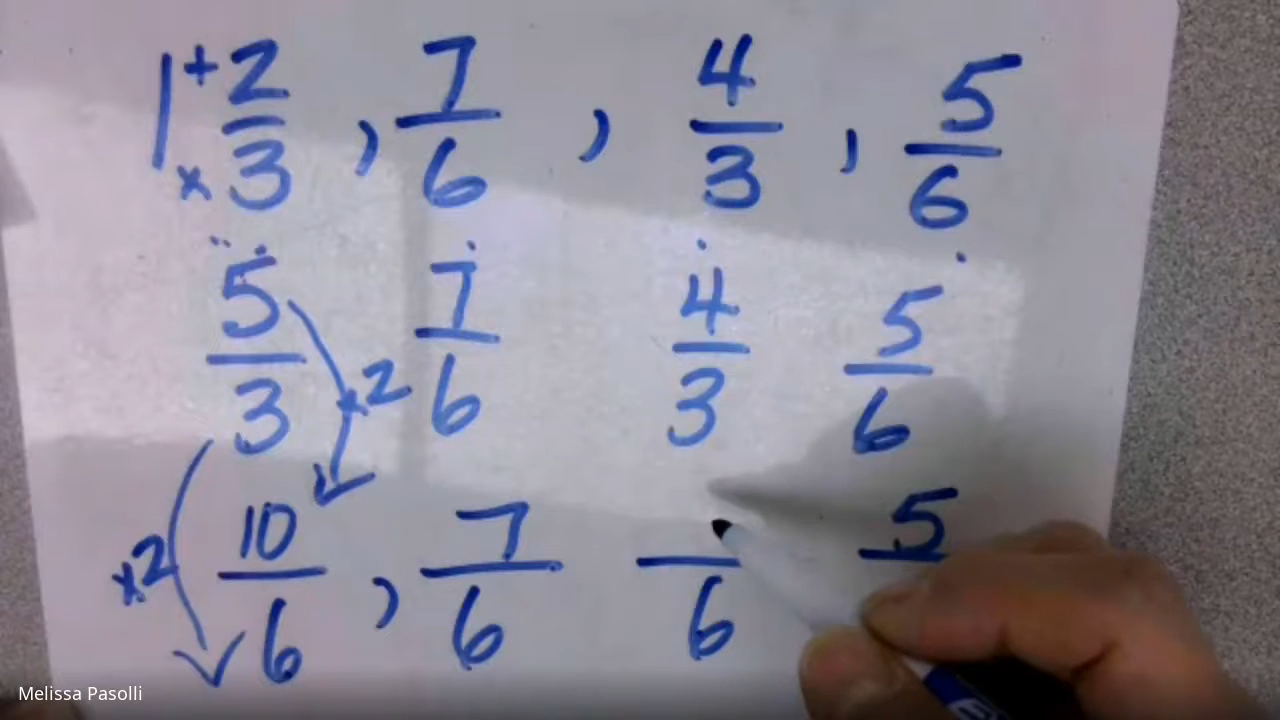 1 + 2/3 , 7/6 , 4/3 , 5/6
×
5/3 ×2 7/6 4/3 5/6
×2 10/6 , 7/6 /6 5/
Melissa Pasolli